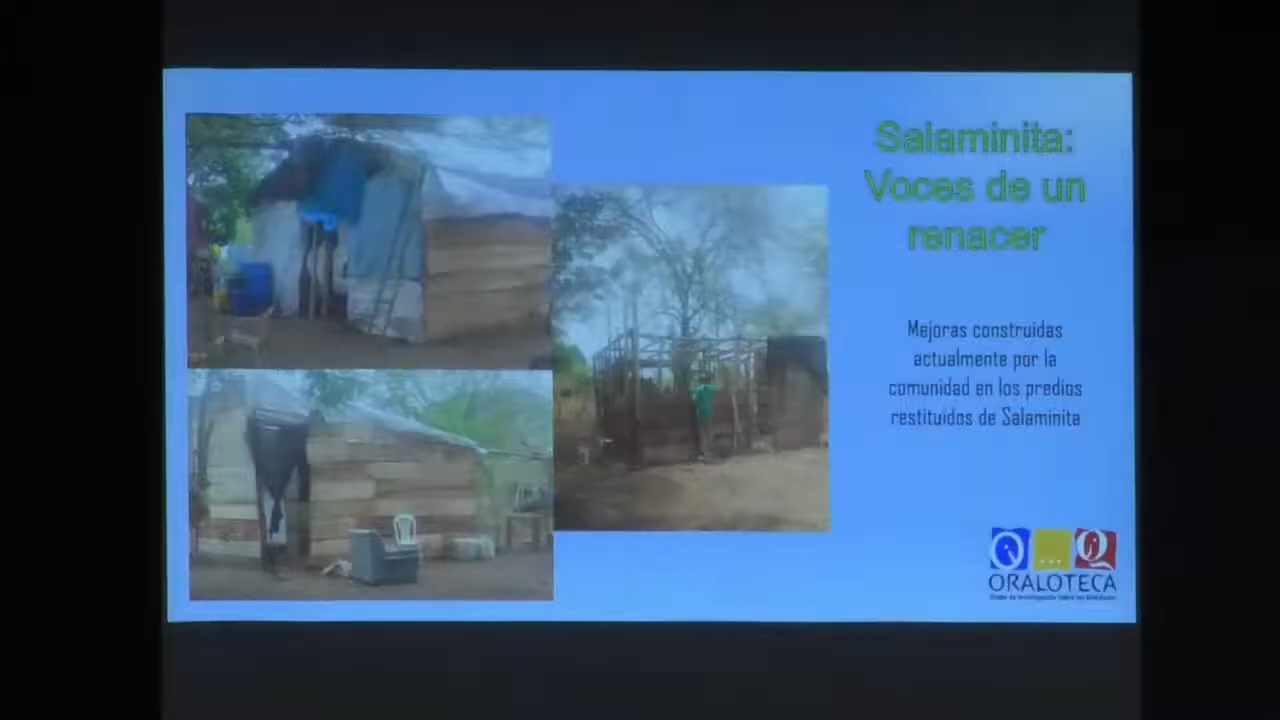 Salaminita:
Voces de un
renacer
Mejoras construidas
actualmente por la
comunidad en los predios
restituidos de Salaminita
ORALOTECA